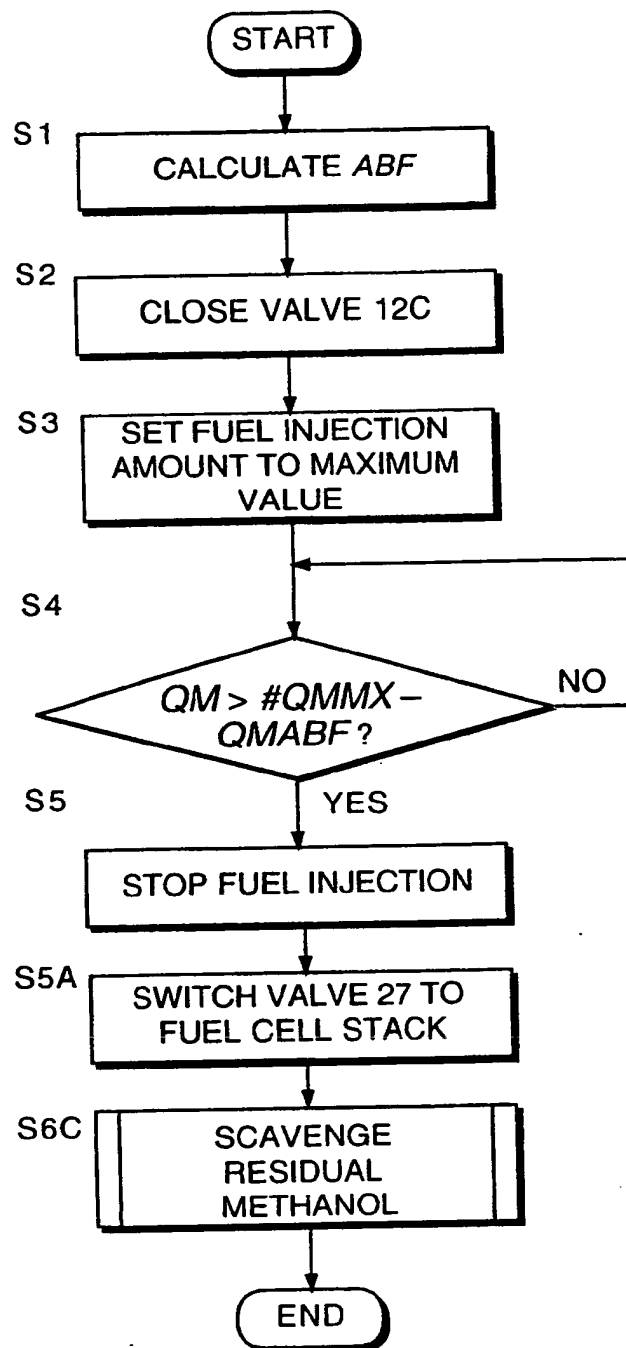 START
S1
CALCULATE ABF
S2
CLOSE VALVE 12C
S3
SET FUEL INJECTION
AMOUNT TO MAXIMUM
VALUE
S4
QM > #QMMX –
QMABF ?
NO
YES
S5
STOP FUEL INJECTION
S5A
SWITCH VALVE 27 TO
FUEL CELL STACK
S6C
SCAVENGE
RESIDUAL
METHANOL
END